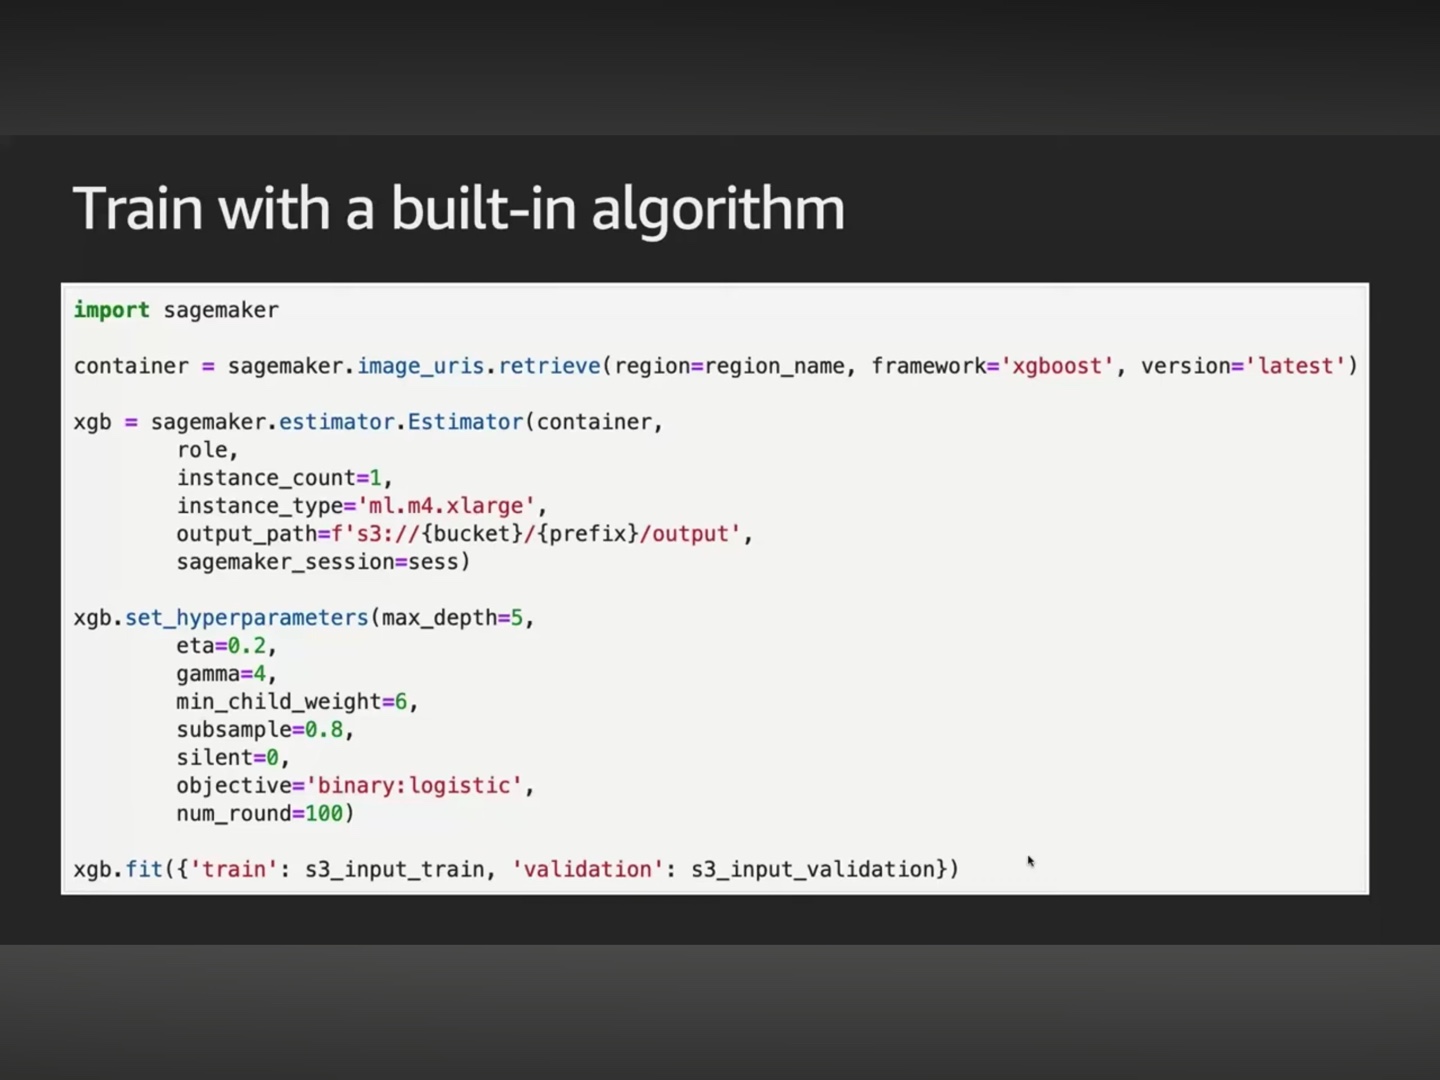 Train with a built-in algorithm
import sagemaker
container = sagemaker.image_uris.retrieve(region=region_name, framework='xgboost', version='latest')
xgb = sagemaker.estimator.Estimator(container,
role,
instance_count=1,
instance_type='ml.m4.xlarge',
output_path=f's3://{bucket}/{prefix}/output',
sagemaker_session=sess)
xgb.set_hyperparameters(max_depth=5,
eta=0.2,
gamma=4,
min_child_weight=6,
subsample=0.8,
silent=0,
objective='binary:logistic',
num_round=100)
xgb.fit({'train': s3_input_train, 'validation': s3_input_validation})